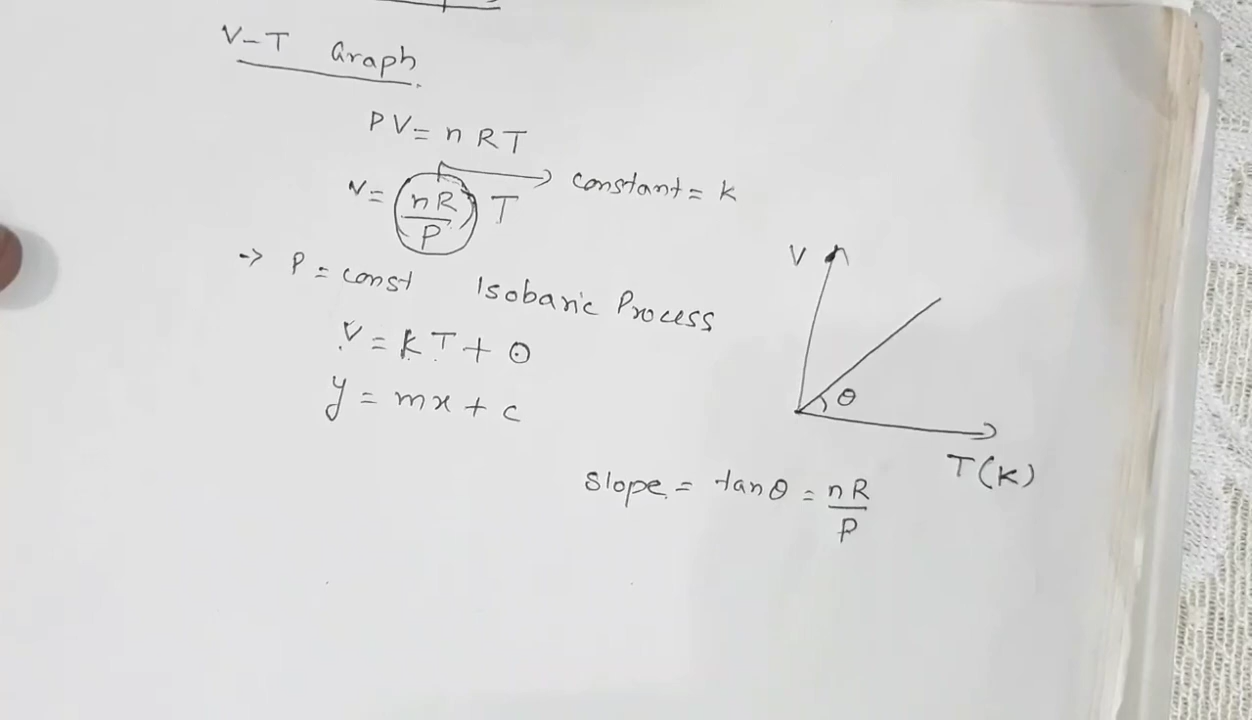 V-T Graph
PV = nRT
V = (nR/P) T → constant = k
-> P = const Isobaric Process
V = kT + 0
y = mx + c
V
θ
T(K)
Slope = tanθ = nR/P